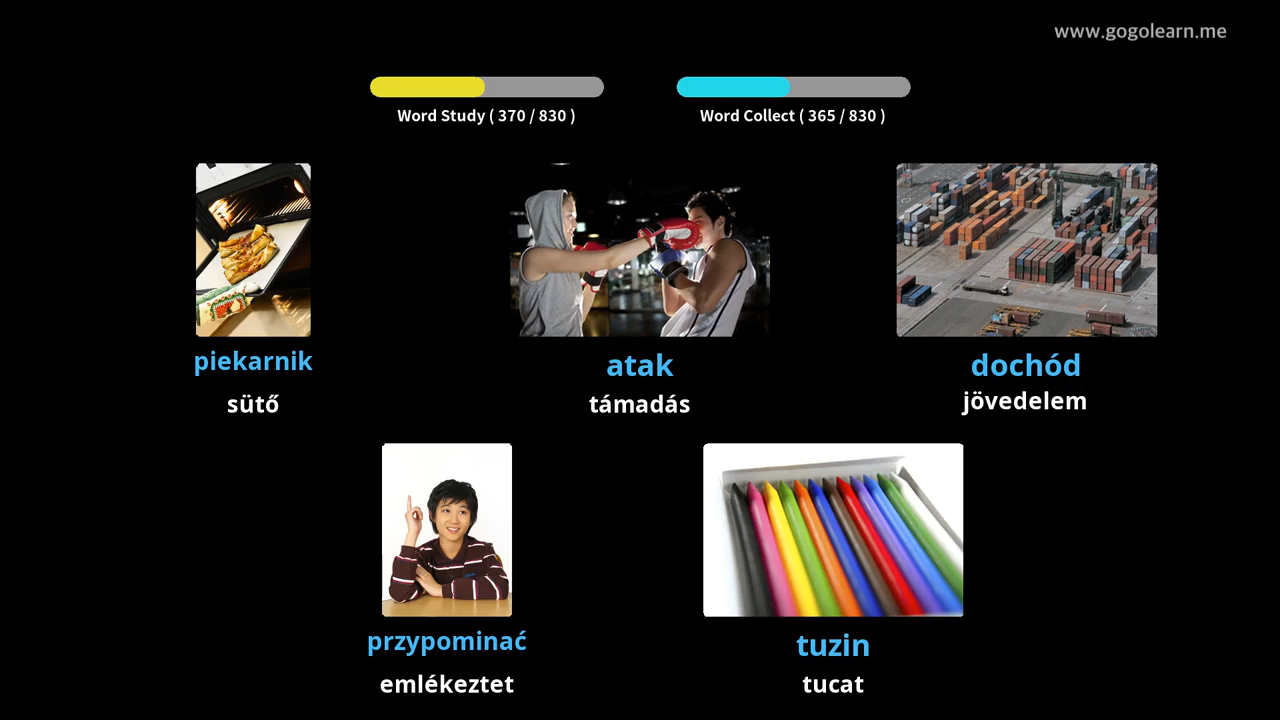 www.gogolearn.me
Word Study ( 370 / 830 )
Word Collect ( 365 / 830 )
piekarnik
sütő
atak
támadás
dochód
jövedelem
przypominać
emlékeztet
tuzin
tucat